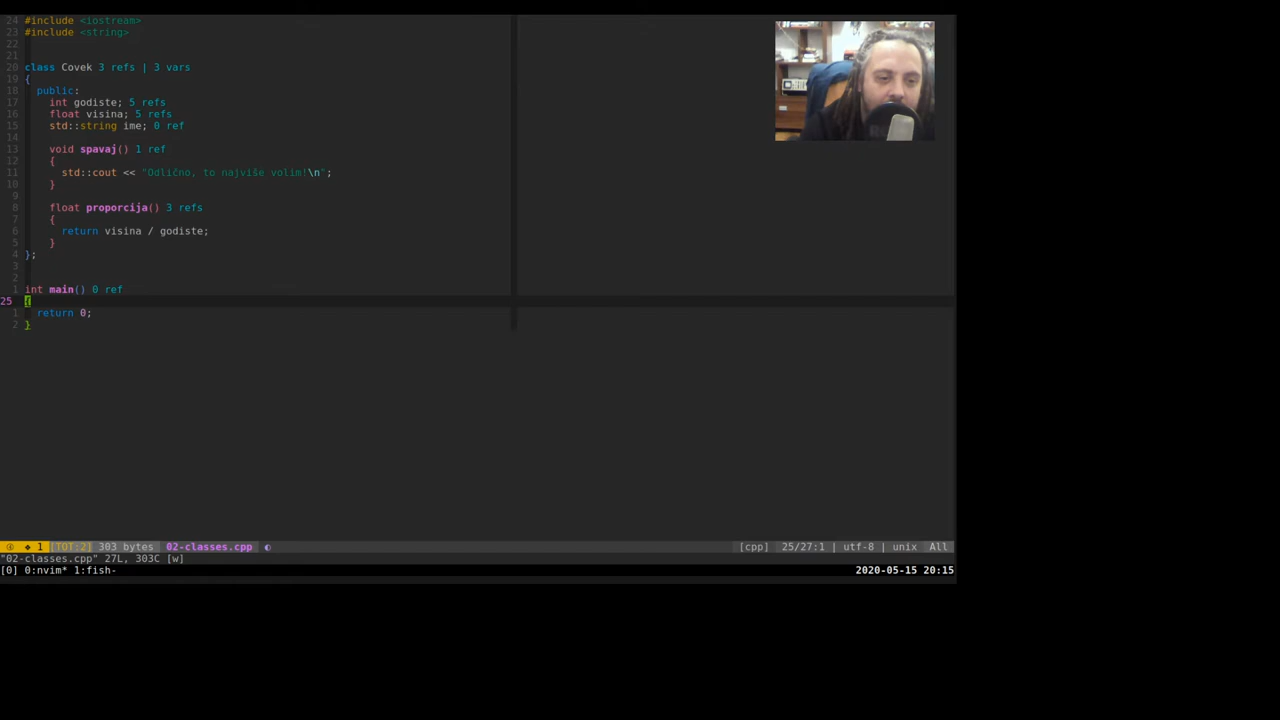 24 #include <iostream>
23 #include <string>
22
21
20 class Covek 3 refs | 3 vars
19 {
18   public:
17     int godiste; 5 refs
16     float visina; 5 refs
15     std::string ime; 0 ref
14
13     void spavaj() 1 ref
12     {
11       std::cout << "Odlično, to najviše volim!\n";
10     }
9
8     float proporcija() 3 refs
7     {
6       return visina / godiste;
5     }
4 };
3
2
1 int main() 0 ref
25 {
1   return 0;
2 }
1 [TOT:2] 303 bytes 02-classes.cpp [cpp] 25/27:1 | utf-8 | unix All
"02-classes.cpp" 27L, 303C [w]
[0] 0:nvim* 1:fish- 2020-05-15 20:15